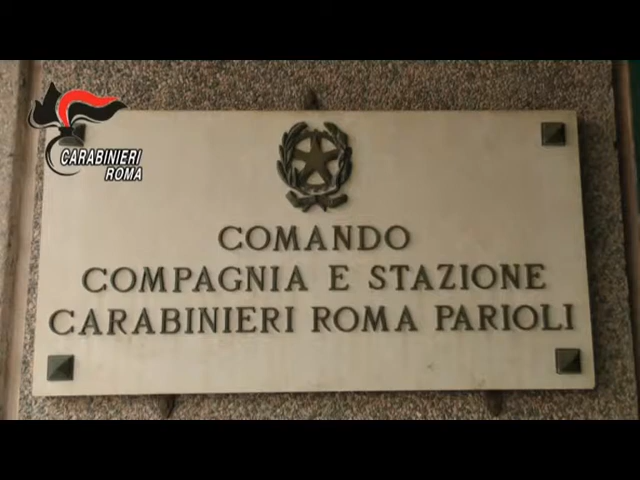 CARABINIERI
ROMA
COMANDO
COMPAGNIA E STAZIONE
CARABINIERI ROMA PARIOLI